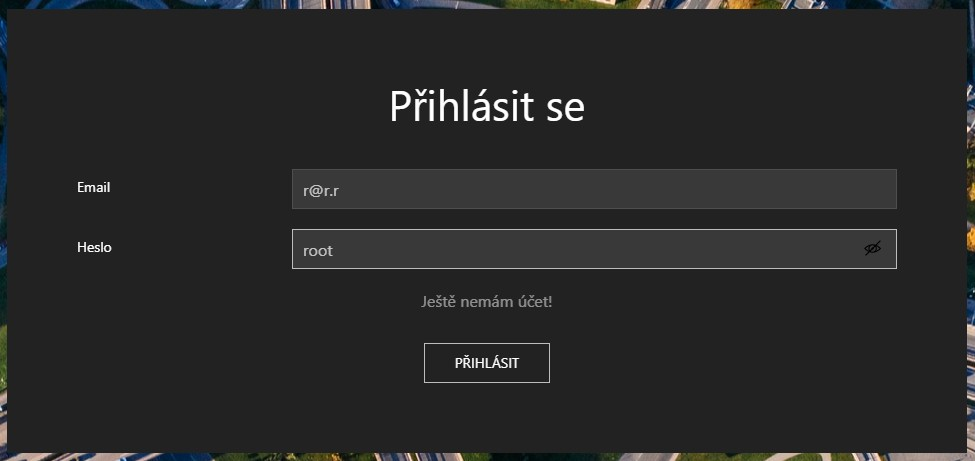 Přihlásit se
Email
r@r.r
Heslo
root
Ještě nemám účet!
PŘIHLÁSIT